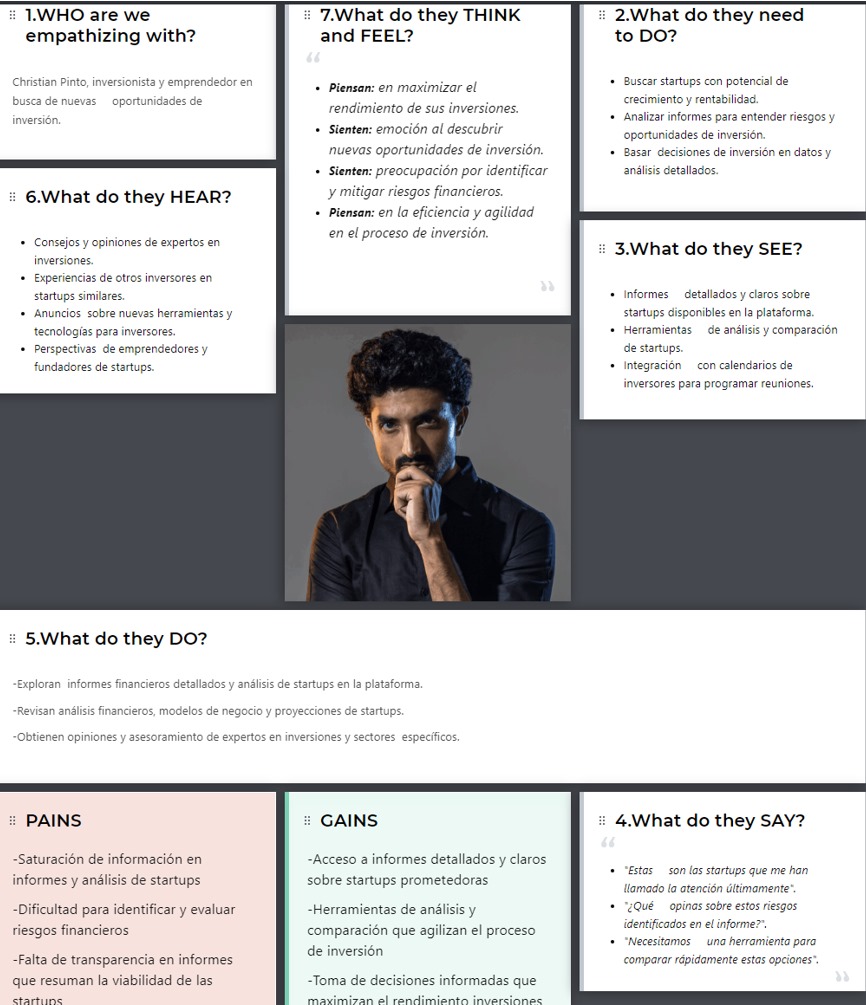 1.WHO are we
empathizing with?
Christian Pinto, inversionista y emprendedor en
busca de nuevas oportunidades de
inversión.
7.What do they THINK
and FEEL?
“
• Piensan: en maximizar el
rendimiento de sus inversiones.
• Sienten: emoción al descubrir
nuevas oportunidades de inversión.
• Sienten: preocupación por identificar
y mitigar riesgos financieros.
• Piensan: en la eficiencia y agilidad
en el proceso de inversión.
”
2.What do they need
to DO?
• Buscar startups con potencial de
crecimiento y rentabilidad.
• Analizar informes para entender riesgos y
oportunidades de inversión.
• Basar decisiones de inversión en datos y
análisis detallados.
6.What do they HEAR?
• Consejos y opiniones de expertos en
inversiones.
• Experiencias de otros inversores en
startups similares.
• Anuncios sobre nuevas herramientas y
tecnologías para inversores.
• Perspectivas de emprendedores y
fundadores de startups.
3.What do they SEE?
• Informes detallados y claros sobre
startups disponibles en la plataforma.
• Herramientas de análisis y comparación
de startups.
• Integración con calendarios de
inversores para programar reuniones.
5.What do they DO?
-Exploran informes financieros detallados y análisis de startups en la plataforma.
-Revisan análisis financieros, modelos de negocio y proyecciones de startups.
-Obtienen opiniones y asesoramiento de expertos en inversiones y sectores específicos.
PAINS
-Saturación de información en
informes y análisis de startups
-Dificultad para identificar y evaluar
riesgos financieros
-Falta de transparencia en informes
que resuman la viabilidad de las
startups
GAINS
-Acceso a informes detallados y claros
sobre startups prometedoras
-Herramientas de análisis y
comparación que agilizan el proceso
de inversión
-Toma de decisiones informadas que
maximizan el rendimiento inversiones
4.What do they SAY?
“
• "Estas son las startups que me han
llamado la atención últimamente".
• "¿Qué opinas sobre estos riesgos
identificados en el informe?".
• "Necesitamos una herramienta para
comparar rápidamente estas opciones".
”